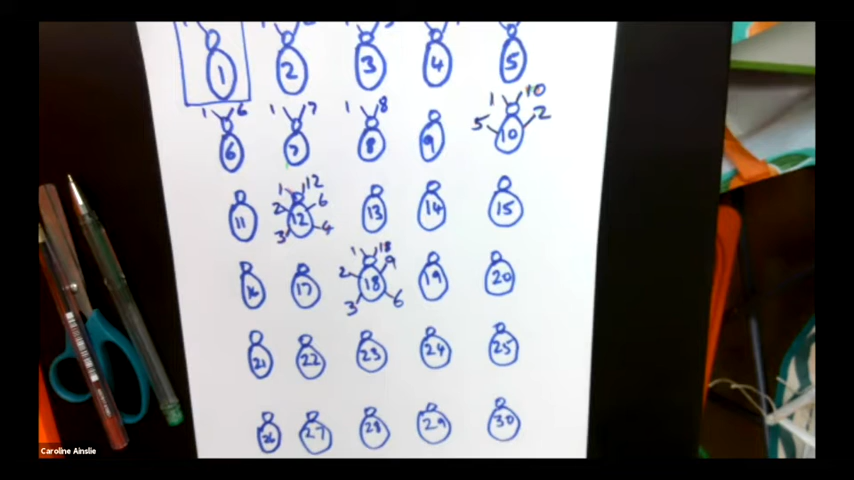 1 2 3 4 5
1 6 1 7 1 8 1 10
6 7 8 9 5 10 2
1 12
11 2 12 6 13 14 15
3 4
1 18
16 17 2 18 9 19 20
3 6
21 22 23 24 25
26 27 28 29 30
Caroline Ainslie